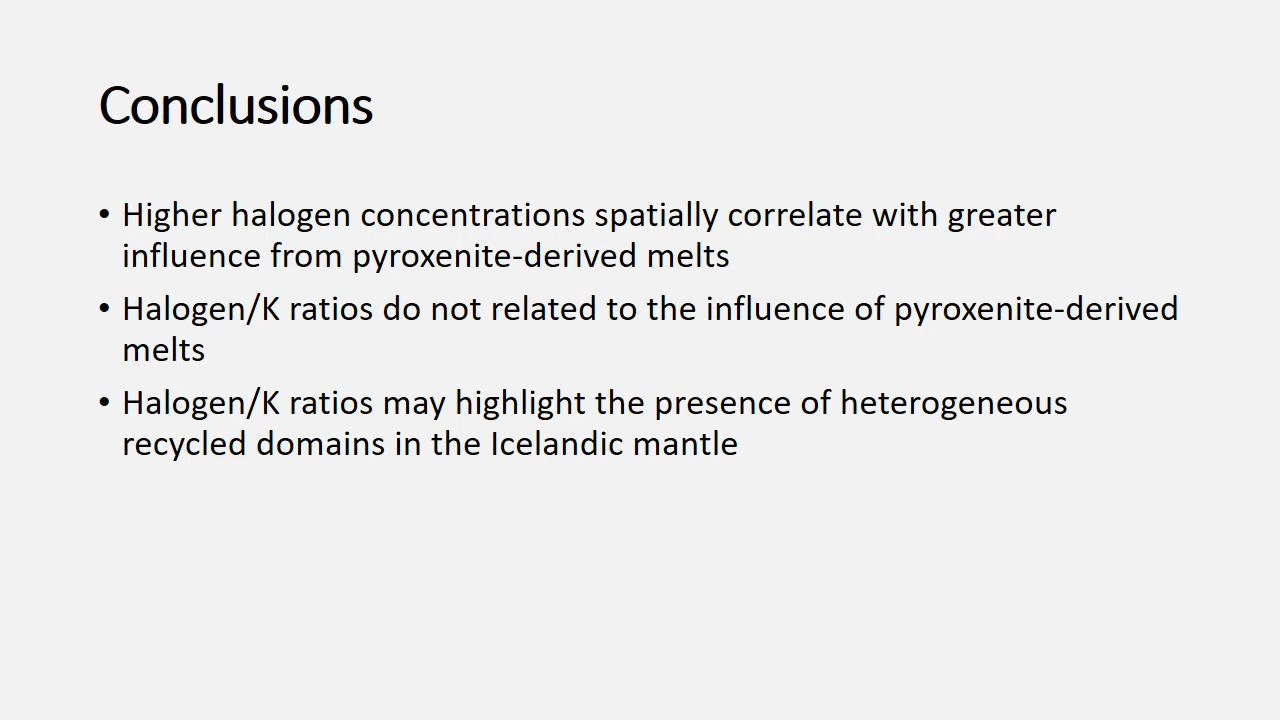 Conclusions
• Higher halogen concentrations spatially correlate with greater
influence from pyroxenite-derived melts
• Halogen/K ratios do not related to the influence of pyroxenite-derived
melts
• Halogen/K ratios may highlight the presence of heterogeneous
recycled domains in the Icelandic mantle